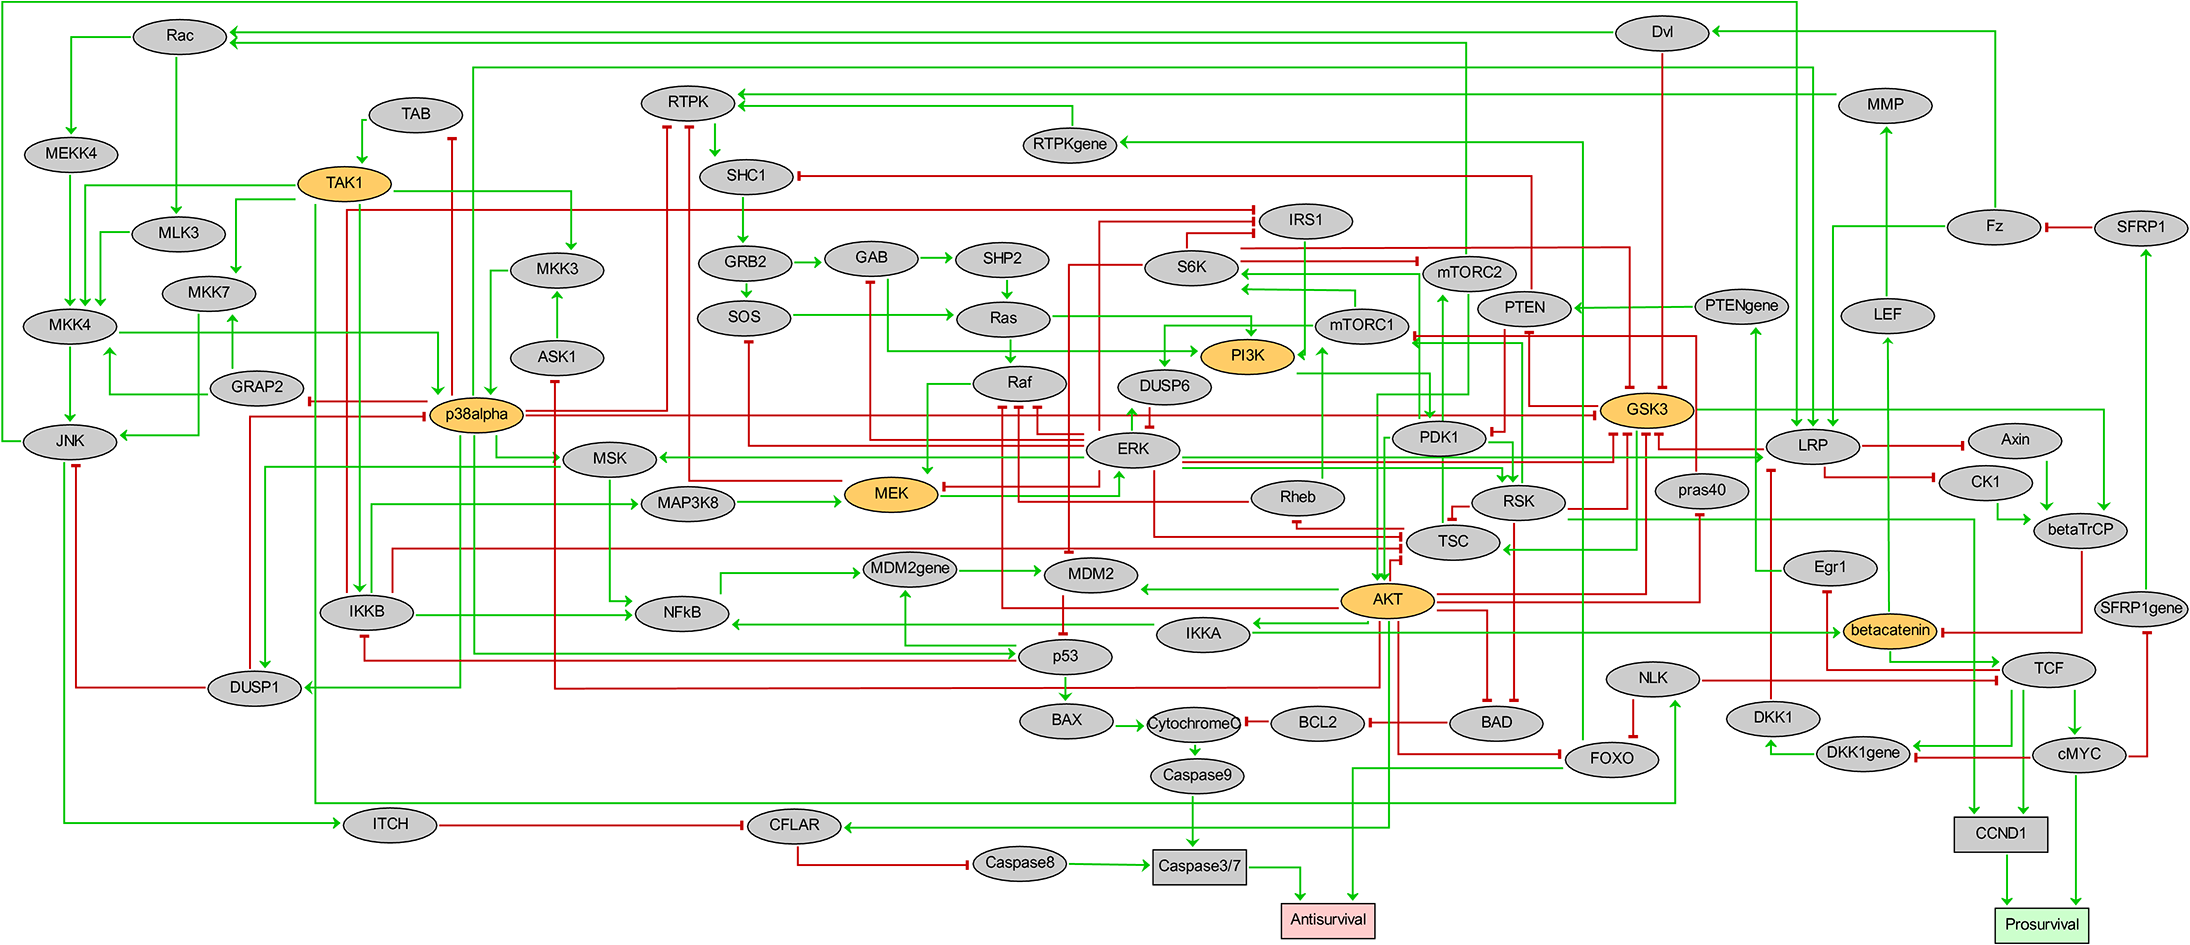 Rac
Dvl
RTPK
MMP
TAB
RTPKgene
MEKK4
SHC1
TAK1
IRS1
Fz
SFRP1
MLK3
GRB2
GAB
SHP2
S6K
mTORC2
MKK3
MKK7
PTEN
PTENgene
SOS
Ras
mTORC1
LEF
MKK4
ASK1
PI3K
GRAP2
Raf
DUSP6
p38alpha
GSK3
JNK
MSK
ERK
PDK1
LRP
Axin
CK1
MAP3K8
MEK
Rheb
RSK
pras40
betaTrCP
TSC
MDM2gene
MDM2
Egr1
IKKB
NFkB
AKT
SFRP1gene
IKKA
betacatenin
p53
TCF
DUSP1
NLK
BAX
CytochromeC
BCL2
BAD
DKK1
FOXO
DKK1gene
cMYC
Caspase9
ITCH
CFLAR
CCND1
Caspase8
Caspase3/7
Antisurvival
Prosurvival